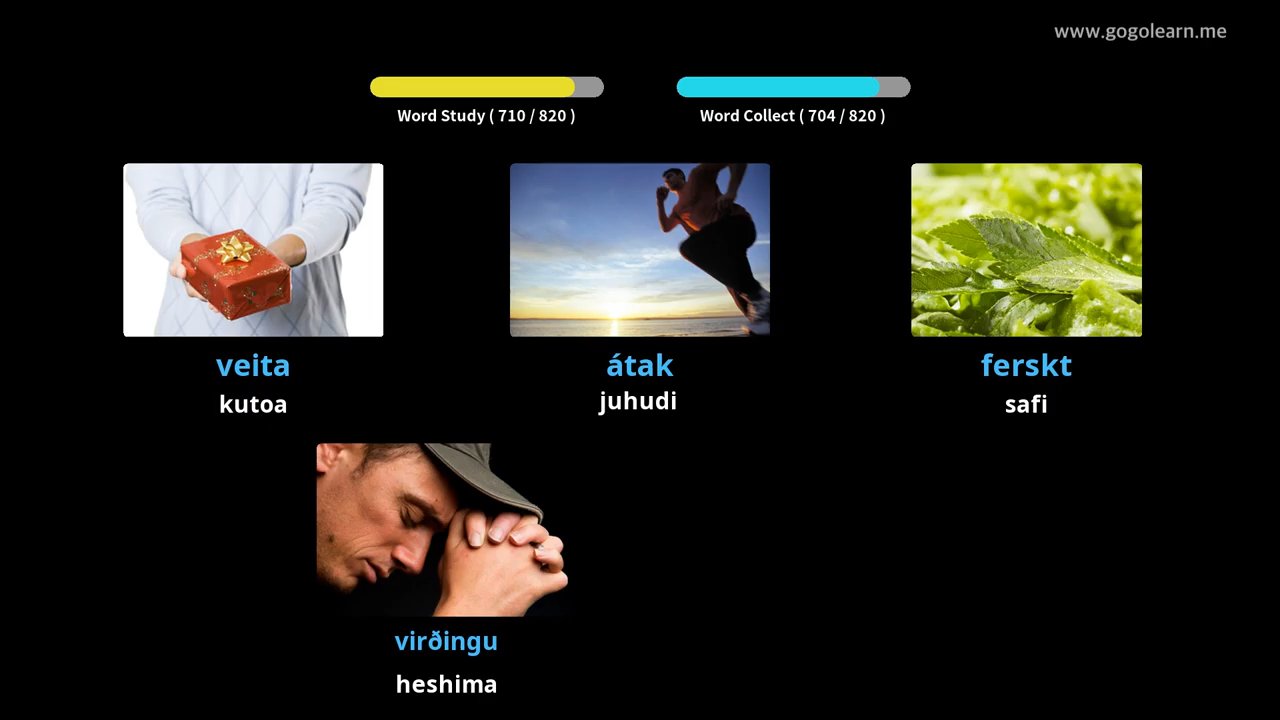 www.gogolearn.me
Word Study ( 710 / 820 )
Word Collect ( 704 / 820 )
veita
átak
ferskt
kutoa
juhudi
safi
virðingu
heshima